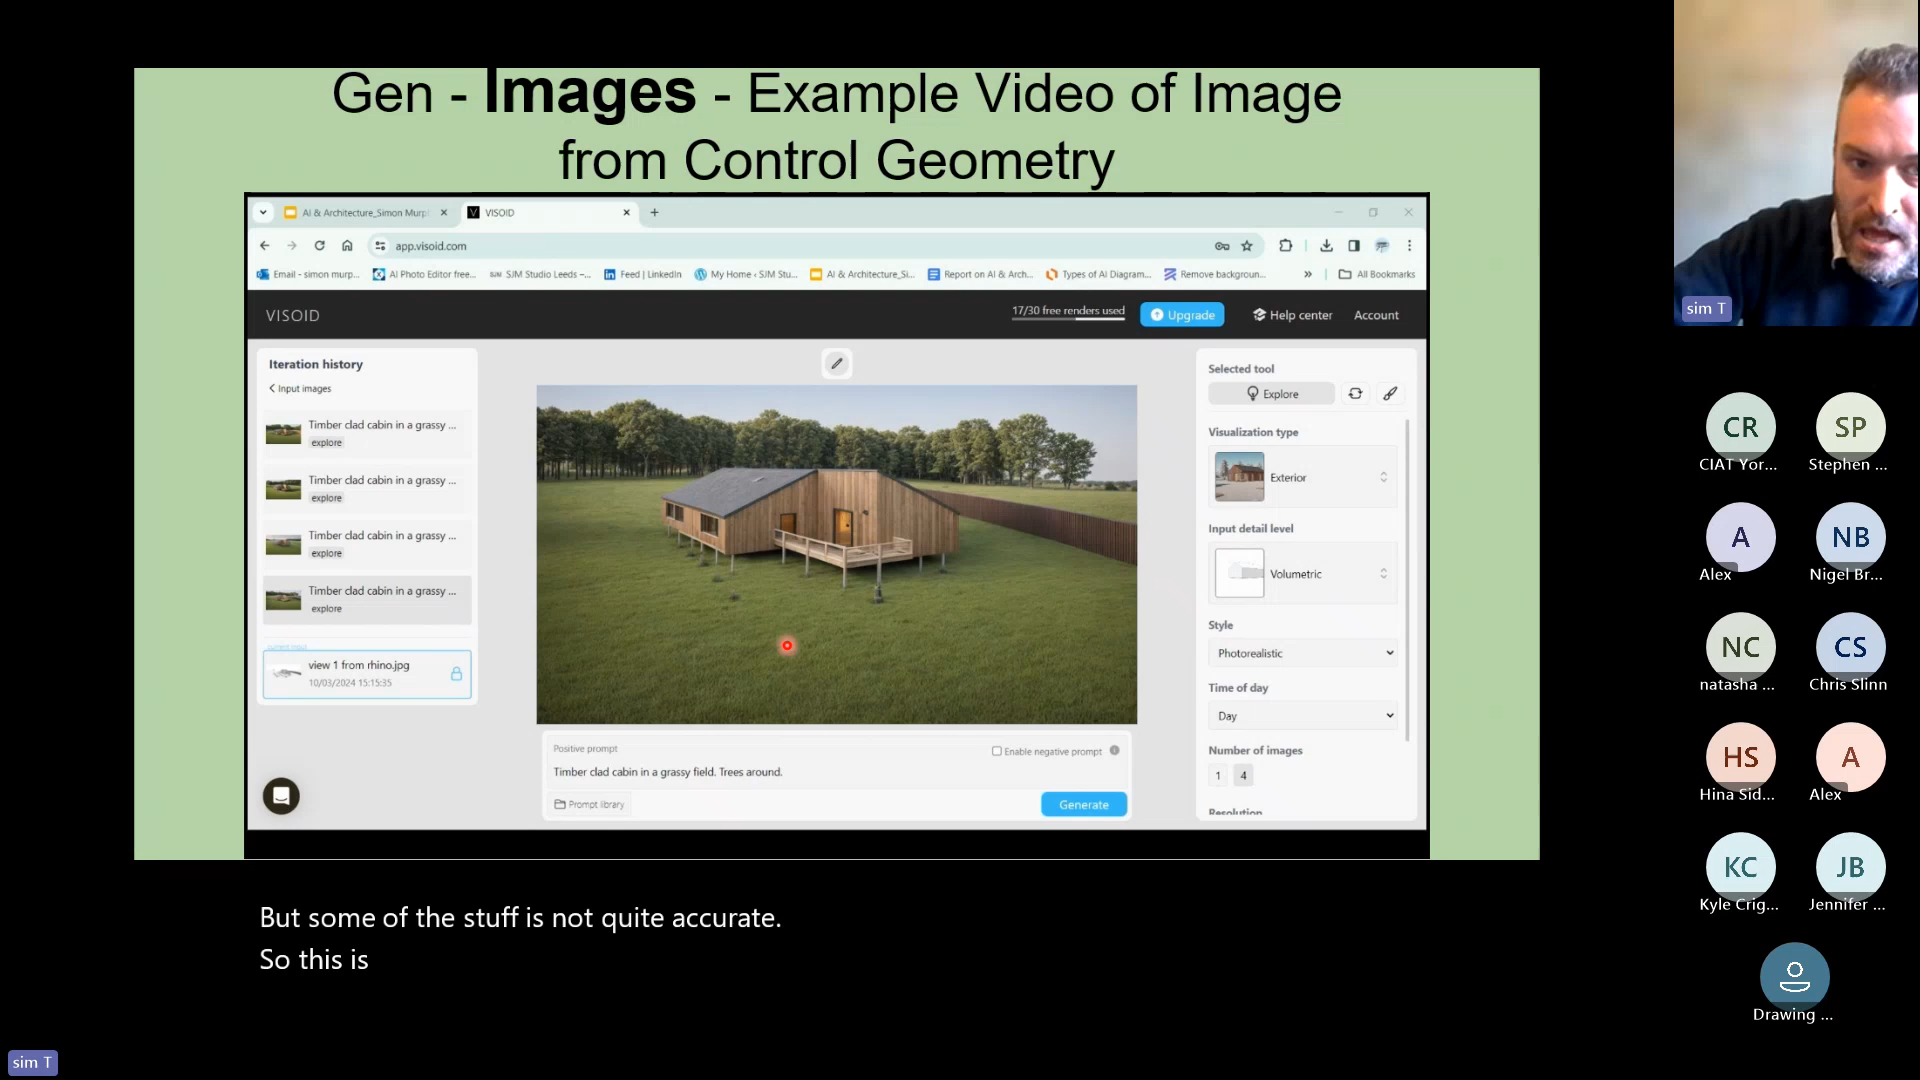 Gen - Images - Example Video of Image
from Control Geometry
AI & Architecture_Simon Murp
VISOID
app.visoid.com
Email - simon murp...
AI Photo Editor free...
SJM Studio Leeds –...
Feed | LinkedIn
My Home ‹ SJM Stu...
AI & Architecture_Si...
Report on AI & Arch...
Types of AI Diagram...
Remove backgroun...
»
All Bookmarks
VISOID
17/30 free renders used
Upgrade
Help center
Account
Iteration history
Input images
Timber clad cabin in a grassy ...
explore
Timber clad cabin in a grassy ...
explore
Timber clad cabin in a grassy ...
explore
Timber clad cabin in a grassy ...
explore
current input
view 1 from rhino.jpg
10/03/2024 15:15:35
Positive prompt
Enable negative prompt
Timber clad cabin in a grassy field. Trees around.
Prompt library
Generate
Selected tool
Explore
Visualization type
Exterior
Input detail level
Volumetric
Style
Photorealistic
Time of day
Day
Number of images
1 4
Resolution
But some of the stuff is not quite accurate.
So this is
sim T
sim T
CR
CIAT Yor...
SP
Stephen ...
A
Alex
NB
Nigel Br...
NC
natasha ...
CS
Chris Slinn
HS
Hina Sid...
A
Alex
KC
Kyle Crig...
JB
Jennifer ...
Drawing ...